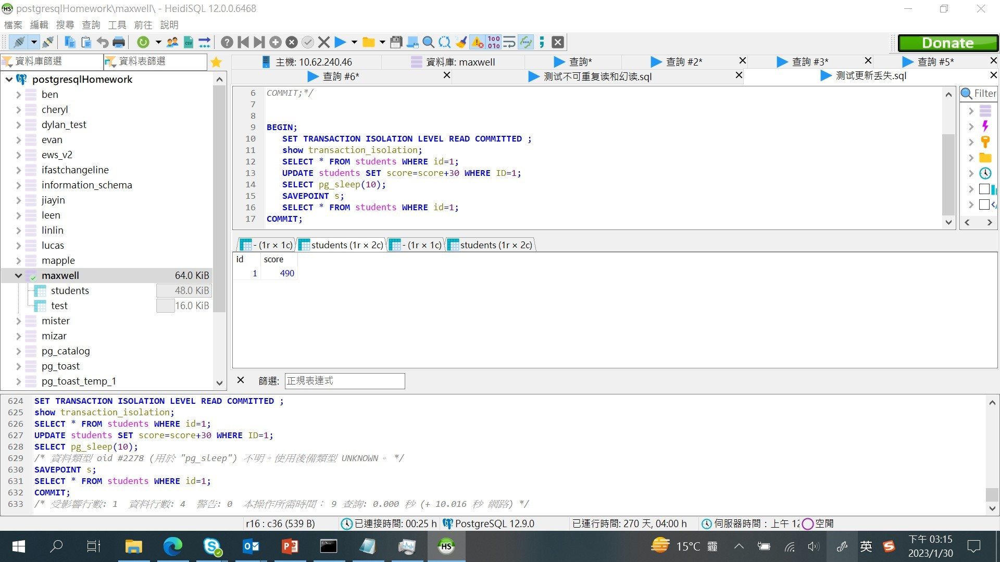 postgresqlHomework\maxwell\ - HeidiSQL 12.0.0.6468
檔案 編輯 搜尋 查詢 工具 前往 說明
Donate
資料庫篩選 資料表篩選
主機: 10.62.240.46 資料庫: maxwell 查詢* 查詢 #2* 查詢 #3* 查詢 #5*
查詢 #6* 测试不可重复读和幻读.sql 测试更新丢失.sql
postgresqlHomework
ben
cheryl
dylan_test
evan
ews_v2
ifastchangeline
information_schema
jiayin
leen
linlin
lucas
mapple
maxwell 64.0 KiB
students 48.0 KiB
test 16.0 KiB
mister
mizar
pg_catalog
pg_toast
pg_toast_temp_1
6 COMMIT;*/
7
8
9 BEGIN;
10 SET TRANSACTION ISOLATION LEVEL READ COMMITTED ;
11 show transaction_isolation;
12 SELECT * FROM students WHERE id=1;
13 UPDATE students SET score=score+30 WHERE ID=1;
14 SELECT pg_sleep(10);
15 SAVEPOINT s;
16 SELECT * FROM students WHERE id=1;
17 COMMIT;
Filter
- (1r × 1c) students (1r × 2c) - (1r × 1c) students (1r × 2c)
id score
1 490
篩選: 正規表達式
624 SET TRANSACTION ISOLATION LEVEL READ COMMITTED ;
625 show transaction_isolation;
626 SELECT * FROM students WHERE id=1;
627 UPDATE students SET score=score+30 WHERE ID=1;
628 SELECT pg_sleep(10);
629 /* 資料類型 oid #2278 (用於 "pg_sleep") 不明。使用後備類型 UNKNOWN。 */
630 SAVEPOINT s;
631 SELECT * FROM students WHERE id=1;
632 COMMIT;
633 /* 受影響行數: 1 資料行數: 4 警告: 0 本操作所需時間： 9 查詢: 0.000 秒 (+ 10.016 秒 網路) */
r16 : c36 (539 B) 已連接時間: 00:25 h PostgreSQL 12.9.0 已運行時間: 270 天, 04:00 h 伺服器時間：上午 12 空閒
15°C 霾 英 下午 03:15
2023/1/30